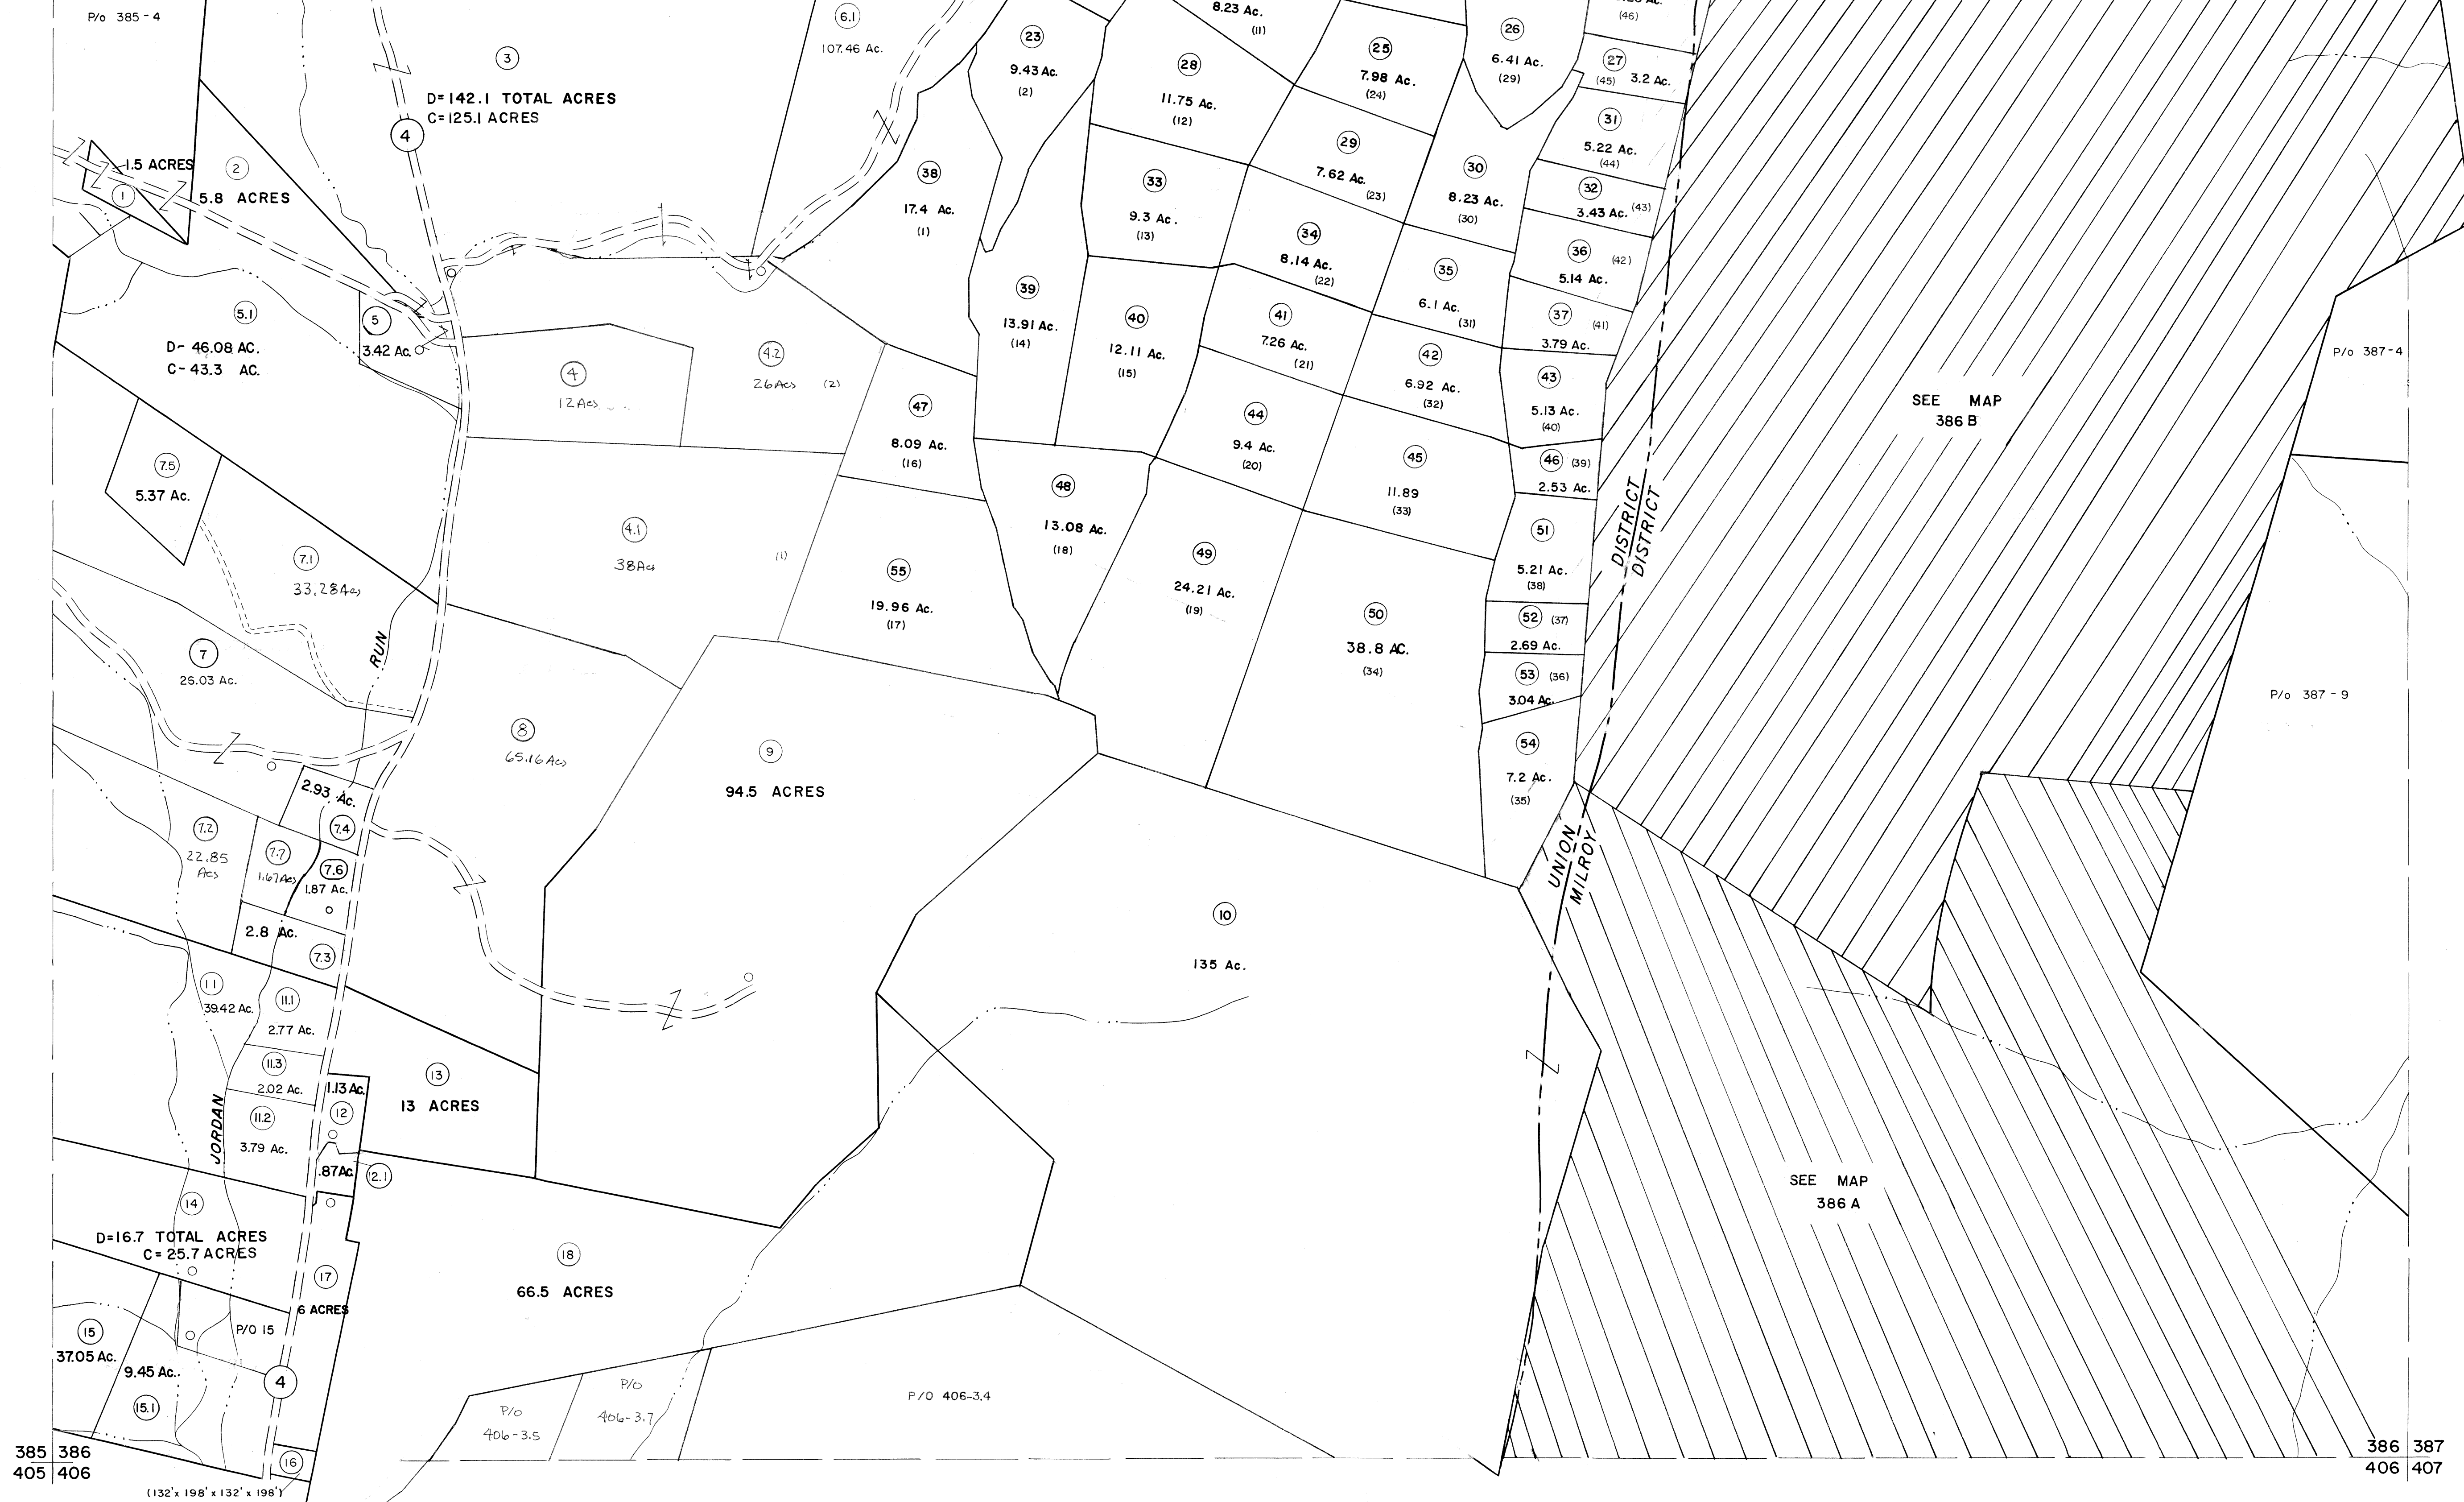 P/o 385-4
3
D=142.1 TOTAL ACRES
C=125.1 ACRES
4
6.1
107.46 Ac.
23
9.43 Ac.
(2)
8.23 Ac.
(11)
28
11.75 Ac.
(12)
25
7.98 Ac.
(24)
26
6.41 Ac.
(29)
(46)
27
(45) 3.2 Ac.
31
5.22 Ac.
(44)
1.5 ACRES
1
2
5.8 ACRES
38
17.4 Ac.
(1)
33
9.3 Ac.
(13)
29
7.62 Ac.
(23)
30
8.23 Ac.
(30)
32
3.43 Ac. (43)
34
8.14 Ac.
(22)
35
6.1 Ac.
(31)
36
(42)
5.14 Ac.
37
(41)
3.79 Ac.
5.1
D- 46.08 AC.
C- 43.3 AC.
5
3.42 Ac.
4
12 Acs
4.2
26 Acs (2)
39
13.91 Ac.
(14)
40
12.11 Ac.
(15)
41
7.26 Ac.
(21)
42
6.92 Ac.
(32)
43
5.13 Ac.
(40)
P/o 387-4
SEE MAP
386 B
47
8.09 Ac.
(16)
44
9.4 Ac.
(20)
45
11.89
(33)
46 (39)
2.53 Ac.
7.5
5.37 Ac.
48
13.08 Ac.
(18)
4.1
38 Acs
(1)
51
5.21 Ac.
(38)
DISTRICT
DISTRICT
7.1
33.28 Acs
55
19.96 Ac.
(17)
49
24.21 Ac.
(19)
50
38.8 AC.
(34)
52 (37)
2.69 Ac.
53 (36)
3.04 Ac.
RUN
7
26.03 Ac.
P/o 387-9
8
65.16 Acs
9
94.5 ACRES
54
7.2 Ac.
(35)
2.93 Ac.
7.4
7.2
22.85
Acs
7.7
1.67 Acs
7.6
1.87 Ac.
UNION
MILROY
2.8 Ac.
7.3
10
135 Ac.
11
39.42 Ac.
11.1
2.77 Ac.
11.3
2.02 Ac.
1.13 Ac.
12
13
13 ACRES
JORDAN
11.2
3.79 Ac.
.87 Ac.
12.1
SEE MAP
386 A
14
D=16.7 TOTAL ACRES
C= 25.7 ACRES
17
6 ACRES
18
66.5 ACRES
15
37.05 Ac.
P/O 15
9.45 Ac.
15.1
4
P/o
406-3.5
P/o
406-3.7
P/O 406-3.4
16
(132' x 198' x 132' x 198')
385 386
405 406
386 387
406 407